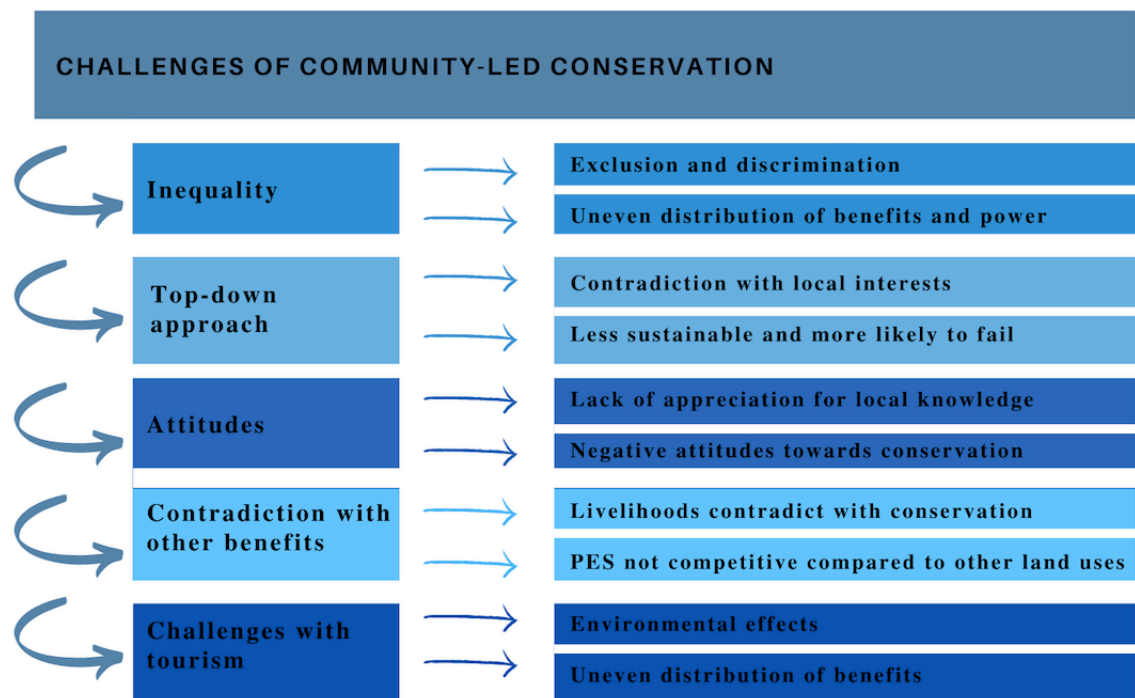 CHALLENGES OF COMMUNITY-LED CONSERVATION
Inequality
Exclusion and discrimination
Uneven distribution of benefits and power
Top-down
approach
Contradiction with local interests
Less sustainable and more likely to fail
Attitudes
Lack of appreciation for local knowledge
Negative attitudes towards conservation
Contradiction with
other benefits
Livelihoods contradict with conservation
PES not competitive compared to other land uses
Challenges with
tourism
Environmental effects
Uneven distribution of benefits